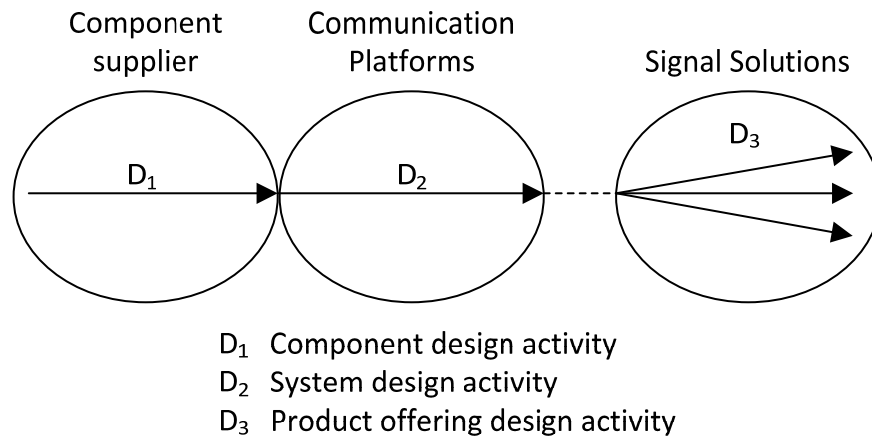 Component
supplier
Communication
Platforms
Signal Solutions
D₁
D₂
D₃
D₁ Component design activity
D₂ System design activity
D₃ Product offering design activity